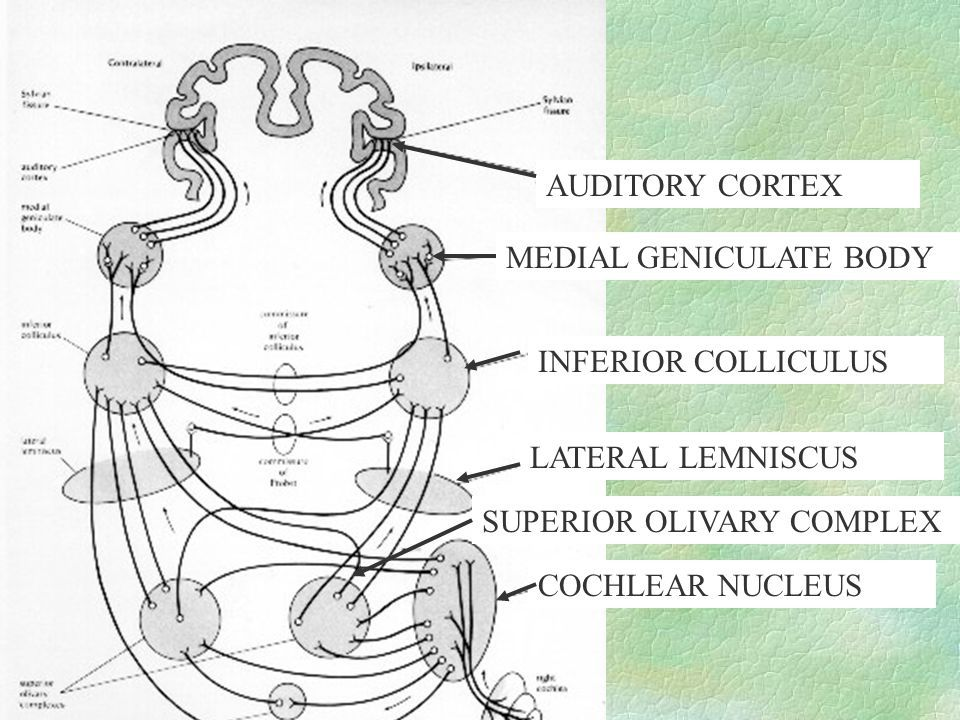 Contralateral
Ipsilateral
Sylvian
fissure
Sylvian
fissure
auditory
cortex
AUDITORY CORTEX
medial
geniculate
body
MEDIAL GENICULATE BODY
inferior
colliculus
commissure
of
inferior
colliculus
INFERIOR COLLICULUS
lateral
lemniscus
commissure
of
Probst
LATERAL LEMNISCUS
SUPERIOR OLIVARY COMPLEX
COCHLEAR NUCLEUS
superior
olivary
complexes
right
cochlea